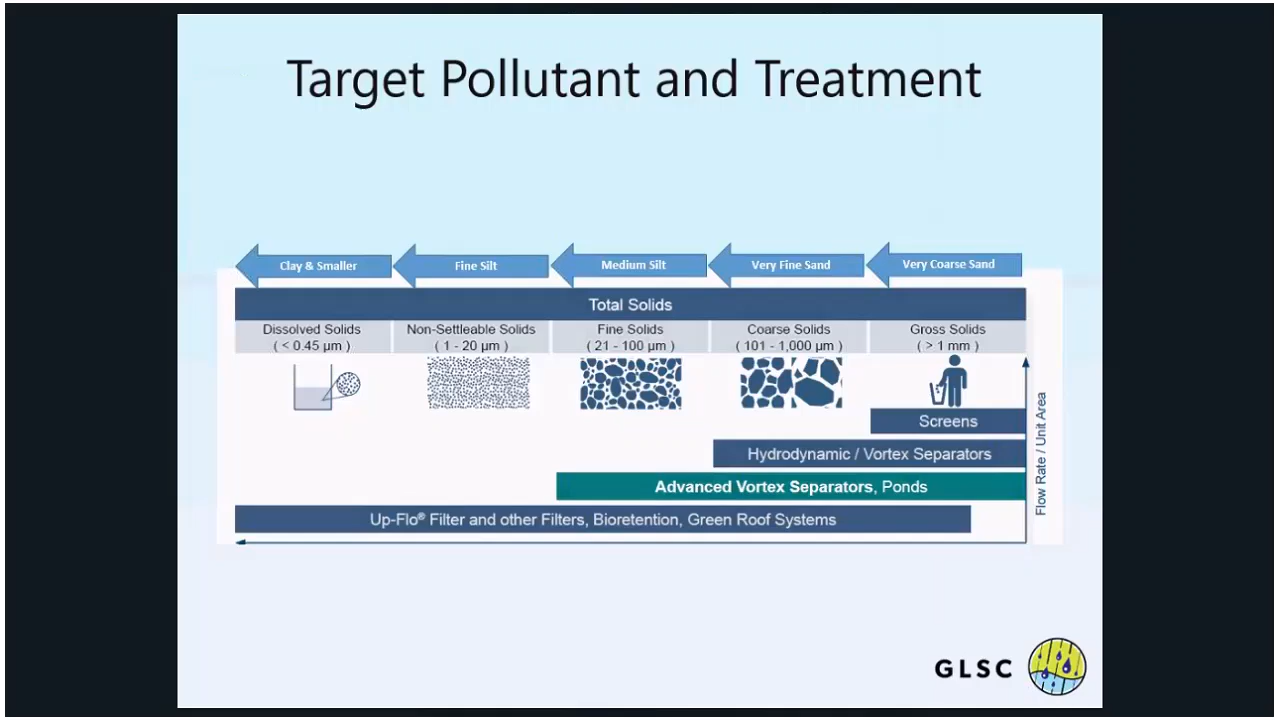 Target Pollutant and Treatment
Clay & Smaller
Fine Silt
Medium Silt
Very Fine Sand
Very Coarse Sand
Total Solids
Dissolved Solids
( < 0.45 µm )
Non-Settleable Solids
( 1 - 20 µm )
Fine Solids
( 21 - 100 µm )
Coarse Solids
( 101 - 1,000 µm )
Gross Solids
( > 1 mm )
Screens
Hydrodynamic / Vortex Separators
Advanced Vortex Separators, Ponds
Up-Flo® Filter and other Filters, Bioretention, Green Roof Systems
Flow Rate / Unit Area
GLSC